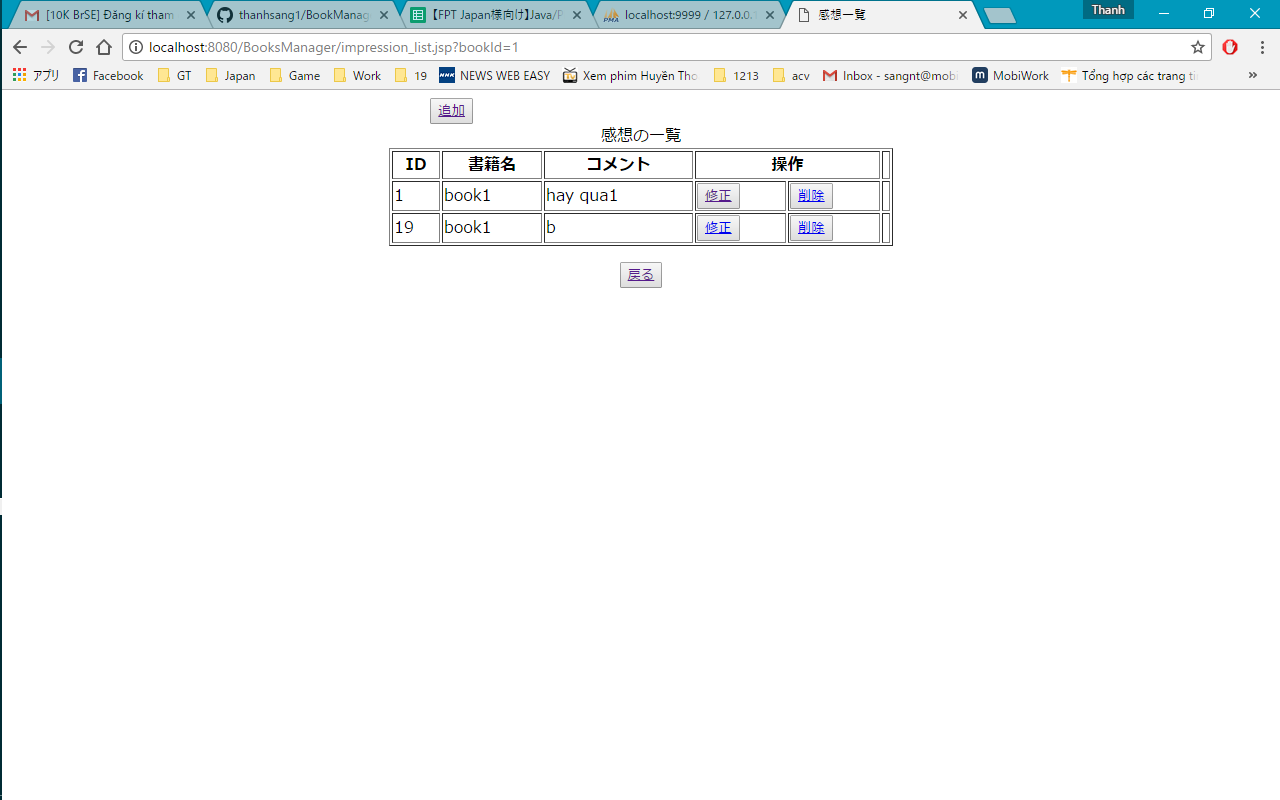 [10K BrSE] Đăng kí tham
thanhsang1/BookManag
【FPT Japan様向け】Java/P
localhost:9999 / 127.0.0.
感想一覧
Thanh
localhost:8080/BooksManager/impression_list.jsp?bookId=1
アプリ Facebook GT Japan Game Work 19 NHK NEWS WEB EASY Xem phim Huyền Tho 1213 acv Inbox - sangnt@mobi MobiWork Tổng hợp các trang ti »
追加
感想の一覧
ID 書籍名 コメント 操作
1 book1 hay qua1 修正 削除
19 book1 b 修正 削除
戻る